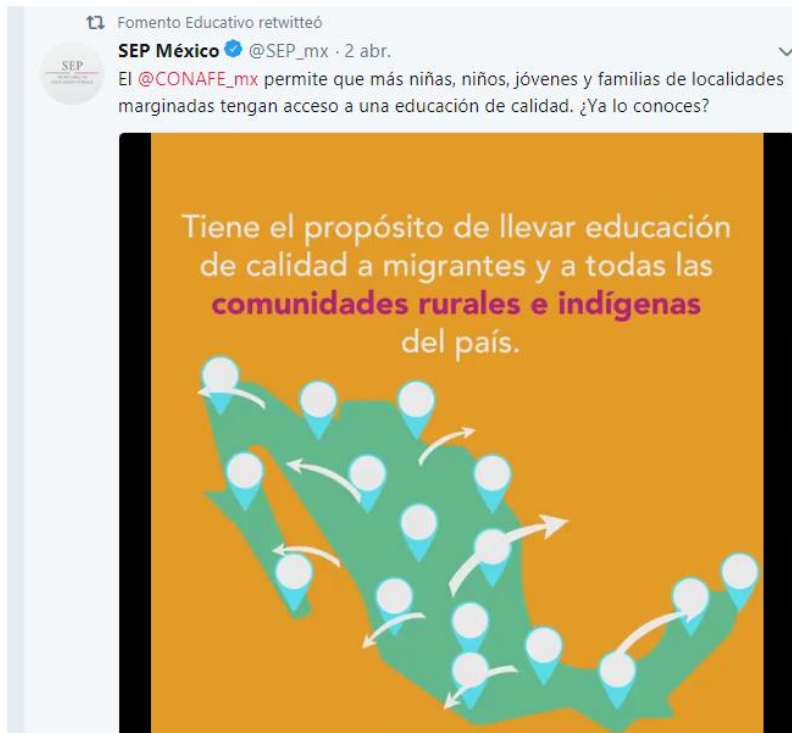 Fomento Educativo retwitteó
SEP México @SEP_mx · 2 abr.
SEP
El @CONAFE_mx permite que más niñas, niños, jóvenes y familias de localidades
marginadas tengan acceso a una educación de calidad. ¿Ya lo conoces?
Tiene el propósito de llevar educación
de calidad a migrantes y a todas las
comunidades rurales e indígenas
del país.